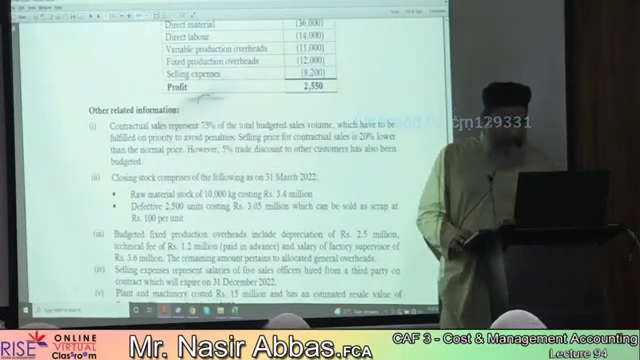 Direct material (36,000)
Direct labour (14,000)
Variable production overheads (11,000)
Fixed production overheads (12,000)
Selling expenses (8,200)
Profit 2,550
Other related information:
(i) Contractual sales represent 75% of the total budgeted sales volume, which have to be
fulfilled on priority to avoid penalties. Selling price for contractual sales is 20% lower
than the normal price. However, 5% trade discount to other customers has also been
budgeted.
(ii) Closing stock comprises of the following as on 31 March 2022:
Raw material stock of 10,000 kg costing Rs. 3.4 million
Defective 2,500 units costing Rs. 3.05 million which can be sold as scrap at
Rs. 100 per unit
(iii) Budgeted fixed production overheads include depreciation of Rs. 2.5 million,
technical fee of Rs. 1.2 million (paid in advance) and salary of factory supervisor of
Rs. 3.6 million. The remaining amount pertains to allocated general overheads.
(iv) Selling expenses represent salaries of five sales officers hired from a third party on
contract which will expire on 31 December 2022.
(v) Plant and machinery costed Rs. 15 million and has an estimated resale value of
RISE ONLINE
VIRTUAL
Classroom
Mr. Nasir Abbas.FCA
CAF 3 - Cost & Management Accounting
Lecture 94